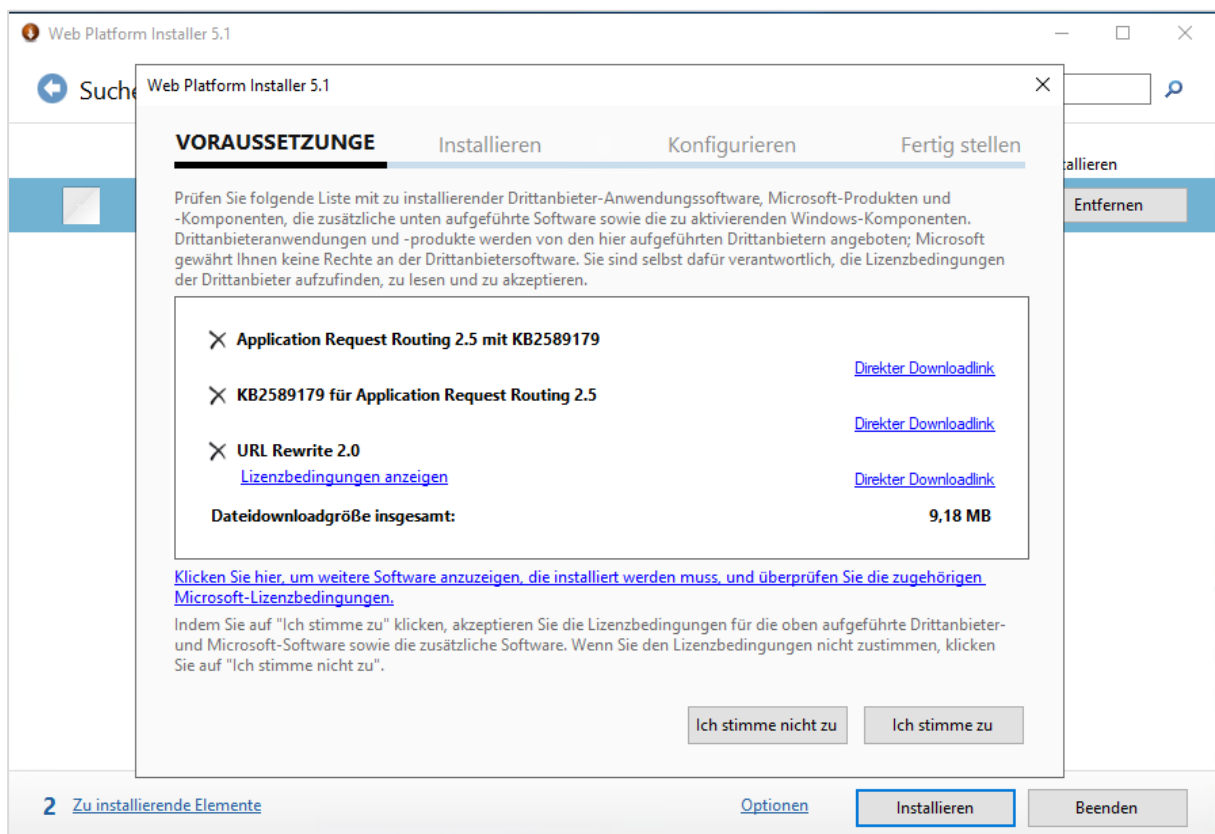 Web Platform Installer 5.1
Suche
Web Platform Installer 5.1
VORAUSSETZUNGE Installieren Konfigurieren Fertig stellen
tallieren
Entfernen
Prüfen Sie folgende Liste mit zu installierender Drittanbieter-Anwendungssoftware, Microsoft-Produkten und
-Komponenten, die zusätzliche unten aufgeführte Software sowie die zu aktivierenden Windows-Komponenten.
Drittanbieteranwendungen und -produkte werden von den hier aufgeführten Drittanbietern angeboten; Microsoft
gewährt Ihnen keine Rechte an der Drittanbietersoftware. Sie sind selbst dafür verantwortlich, die Lizenzbedingungen
der Drittanbieter aufzufinden, zu lesen und zu akzeptieren.
Application Request Routing 2.5 mit KB2589179
Direkter Downloadlink
KB2589179 für Application Request Routing 2.5
Direkter Downloadlink
URL Rewrite 2.0
Lizenzbedingungen anzeigen Direkter Downloadlink
Dateidownloadgröße insgesamt: 9,18 MB
Klicken Sie hier, um weitere Software anzuzeigen, die installiert werden muss, und überprüfen Sie die zugehörigen
Microsoft-Lizenzbedingungen.
Indem Sie auf "Ich stimme zu" klicken, akzeptieren Sie die Lizenzbedingungen für die oben aufgeführte Drittanbieter-
und Microsoft-Software sowie die zusätzliche Software. Wenn Sie den Lizenzbedingungen nicht zustimmen, klicken
Sie auf "Ich stimme nicht zu".
Ich stimme nicht zu Ich stimme zu
2 Zu installierende Elemente Optionen Installieren Beenden